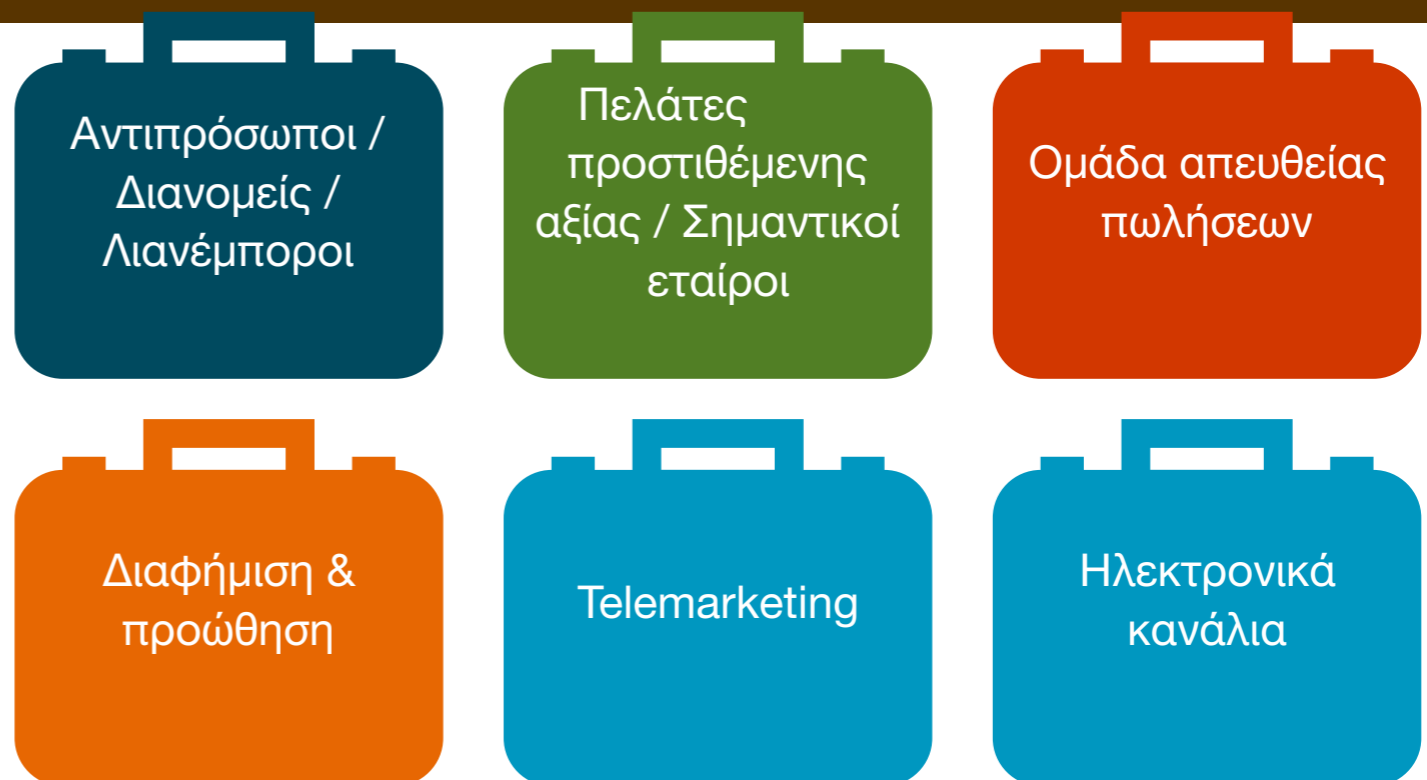 Αντιπρόσωποι /
Διανομείς /
Λιανέμποροι
Πελάτες
προστιθέμενης
αξίας / Σημαντικοί
εταίροι
Ομάδα απευθείας
πωλήσεων
Διαφήμιση &
προώθηση
Telemarketing
Ηλεκτρονικά
κανάλια